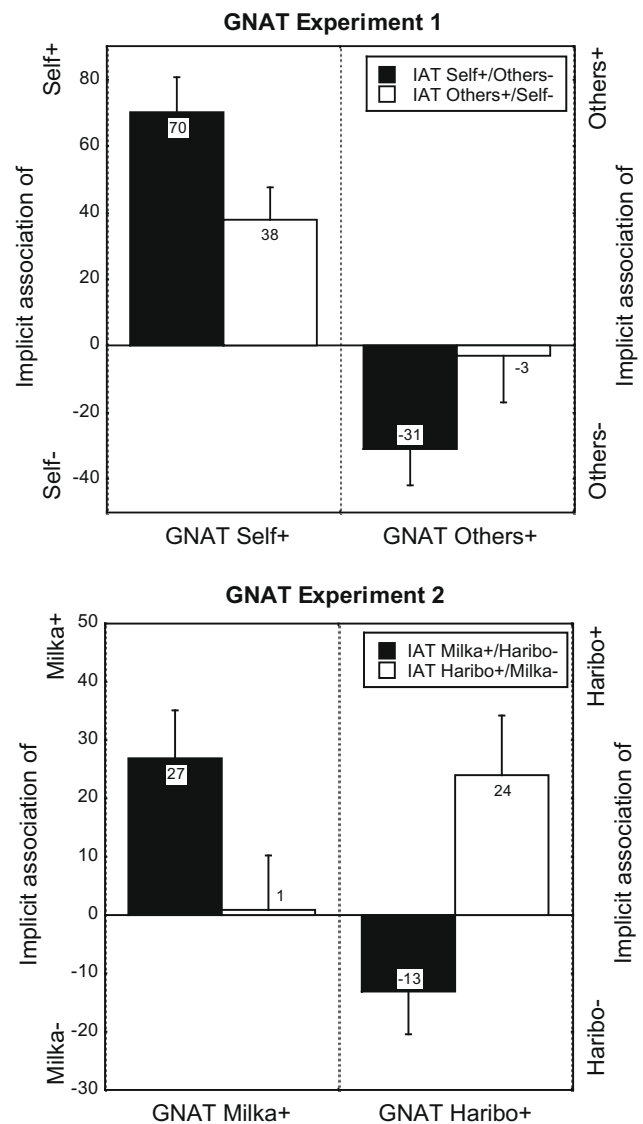 GNAT Experiment 1
Self+
Implicit association of
Self-
80
60
40
20
0
-20
-40
IAT Self+/Others-
IAT Others+/Self-
70
38
-31
-3
Others+
Implicit association of
Others-
GNAT Self+
GNAT Others+
GNAT Experiment 2
Milka+
Implicit association of
Milka-
50
40
30
20
10
0
-10
-20
-30
IAT Milka+/Haribo-
IAT Haribo+/Milka-
27
1
-13
24
Haribo+
Implicit association of
Haribo-
GNAT Milka+
GNAT Haribo+